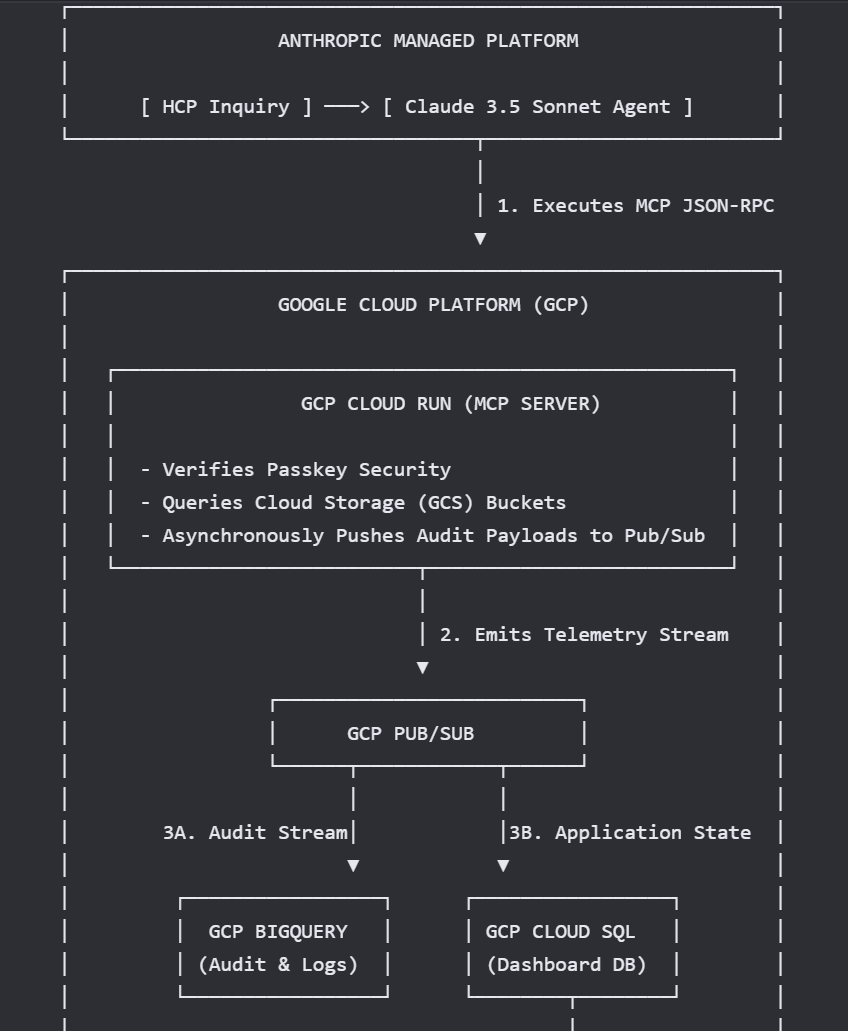 ANTHROPIC MANAGED PLATFORM
[ HCP Inquiry ] ───> [ Claude 3.5 Sonnet Agent ]
1. Executes MCP JSON-RPC
GOOGLE CLOUD PLATFORM (GCP)
GCP CLOUD RUN (MCP SERVER)
- Verifies Passkey Security
- Queries Cloud Storage (GCS) Buckets
- Asynchronously Pushes Audit Payloads to Pub/Sub
2. Emits Telemetry Stream
GCP PUB/SUB
3A. Audit Stream
3B. Application State
GCP BIGQUERY
(Audit & Logs)
GCP CLOUD SQL
(Dashboard DB)